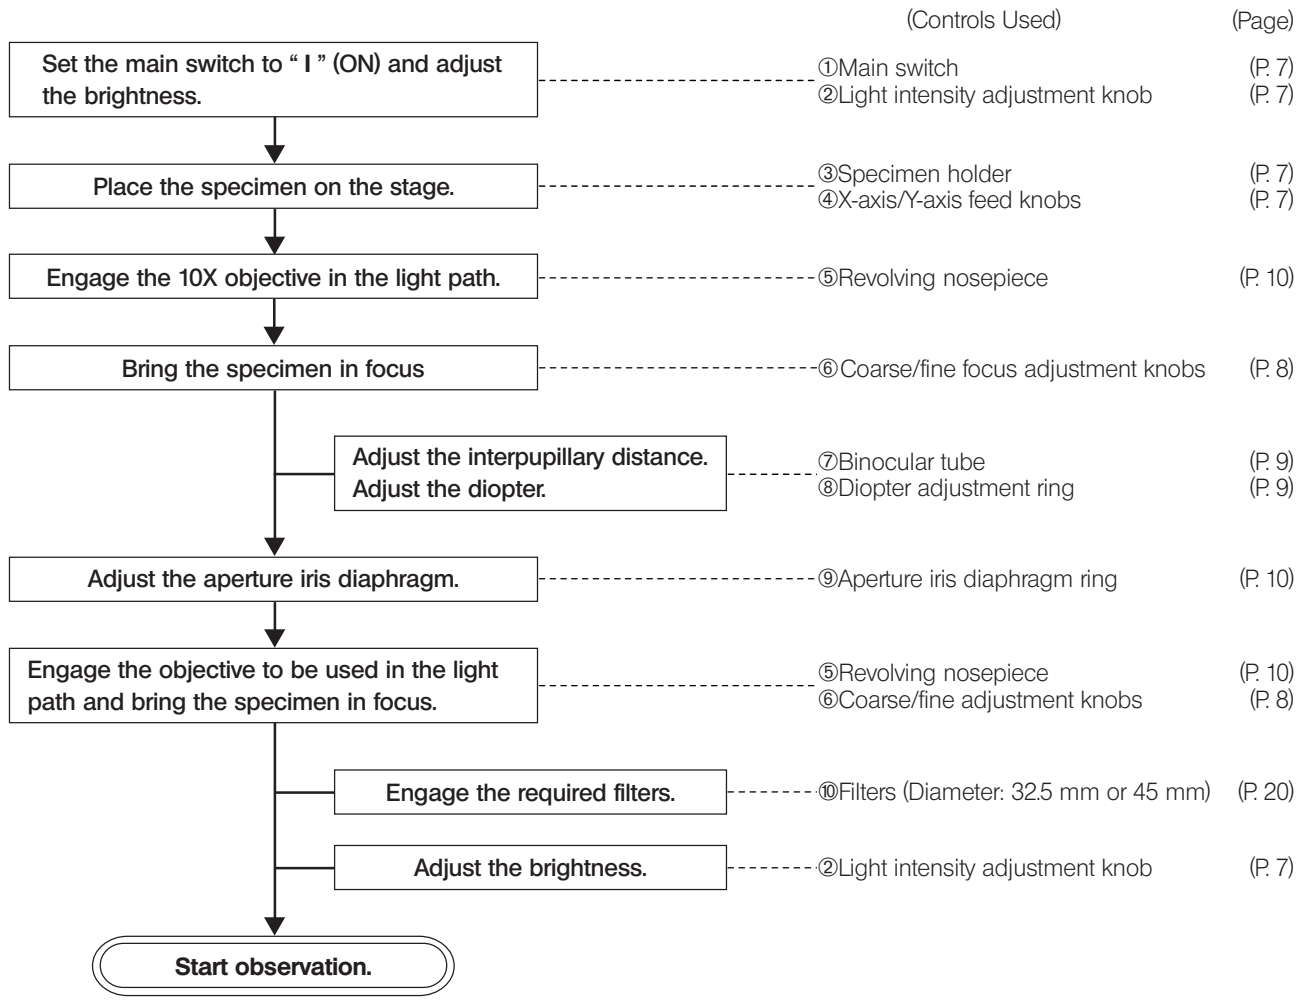 (Controls Used) (Page)
Set the main switch to “ I ” (ON) and adjust
the brightness.
①Main switch (P. 7)
②Light intensity adjustment knob (P. 7)
Place the specimen on the stage.
③Specimen holder (P. 7)
④X-axis/Y-axis feed knobs (P. 7)
Engage the 10X objective in the light path.
⑤Revolving nosepiece (P. 10)
Bring the specimen in focus
⑥Coarse/fine focus adjustment knobs (P. 8)
Adjust the interpupillary distance.
Adjust the diopter.
⑦Binocular tube (P. 9)
⑧Diopter adjustment ring (P. 9)
Adjust the aperture iris diaphragm.
⑨Aperture iris diaphragm ring (P. 10)
Engage the objective to be used in the light
path and bring the specimen in focus.
⑤Revolving nosepiece (P. 10)
⑥Coarse/fine adjustment knobs (P. 8)
Engage the required filters.
⑩Filters (Diameter: 32.5 mm or 45 mm) (P. 20)
Adjust the brightness.
②Light intensity adjustment knob (P. 7)
Start observation.